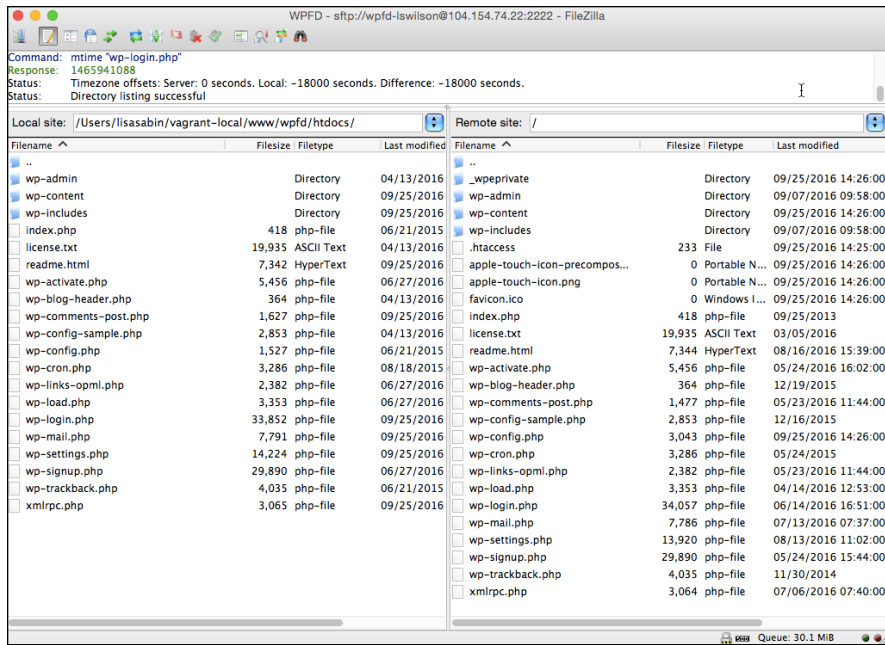 WPFD - sftp://wpfd-lswilson@104.154.74.22:2222 - FileZilla
Command: mtime "wp-login.php"
Response: 1465941088
Status: Timezone offsets: Server: 0 seconds. Local: -18000 seconds. Difference: -18000 seconds.
Status: Directory listing successful
Local site: /Users/lisasabin/vagrant-local/www/wpfd/htdocs/
Filename Filesize Filetype Last modified
..
wp-admin Directory 04/13/2016
wp-content Directory 09/25/2016
wp-includes Directory 09/25/2016
index.php 418 php-file 06/21/2015
license.txt 19,935 ASCII Text 04/13/2016
readme.html 7,342 HyperText 09/25/2016
wp-activate.php 5,456 php-file 06/27/2016
wp-blog-header.php 364 php-file 04/13/2016
wp-comments-post.php 1,627 php-file 09/25/2016
wp-config-sample.php 2,853 php-file 04/13/2016
wp-config.php 1,527 php-file 06/21/2015
wp-cron.php 3,286 php-file 08/18/2015
wp-links-opml.php 2,382 php-file 06/27/2016
wp-load.php 3,353 php-file 06/27/2016
wp-login.php 33,852 php-file 09/25/2016
wp-mail.php 7,791 php-file 09/25/2016
wp-settings.php 14,224 php-file 09/25/2016
wp-signup.php 29,890 php-file 06/27/2016
wp-trackback.php 4,035 php-file 06/21/2015
xmlrpc.php 3,065 php-file 09/25/2016
Remote site: /
Filename Filesize Filetype Last modified
..
_wpeprivate Directory 09/25/2016 14:26:00
wp-admin Directory 09/07/2016 09:58:00
wp-content Directory 09/25/2016 14:26:00
wp-includes Directory 09/07/2016 09:58:00
.htaccess 233 File 09/25/2016 14:25:00
apple-touch-icon-precompos... 0 Portable N... 09/25/2016 14:26:00
apple-touch-icon.png 0 Portable N... 09/25/2016 14:26:00
favicon.ico 0 Windows I... 09/25/2016 14:26:00
index.php 418 php-file 09/25/2013
license.txt 19,935 ASCII Text 03/05/2016
readme.html 7,344 HyperText 08/16/2016 15:39:00
wp-activate.php 5,456 php-file 05/24/2016 16:02:00
wp-blog-header.php 364 php-file 12/19/2015
wp-comments-post.php 1,477 php-file 05/23/2016 11:44:00
wp-config-sample.php 2,853 php-file 12/16/2015
wp-config.php 3,043 php-file 09/25/2016 14:26:00
wp-cron.php 3,286 php-file 05/24/2015
wp-links-opml.php 2,382 php-file 05/23/2016 11:44:00
wp-load.php 3,353 php-file 04/14/2016 12:53:00
wp-login.php 34,057 php-file 06/14/2016 16:51:00
wp-mail.php 7,786 php-file 07/13/2016 07:37:00
wp-settings.php 13,920 php-file 08/13/2016 11:02:00
wp-signup.php 29,890 php-file 05/24/2016 15:44:00
wp-trackback.php 4,035 php-file 11/30/2014
xmlrpc.php 3,064 php-file 07/06/2016 07:40:00
Queue: 30.1 MiB